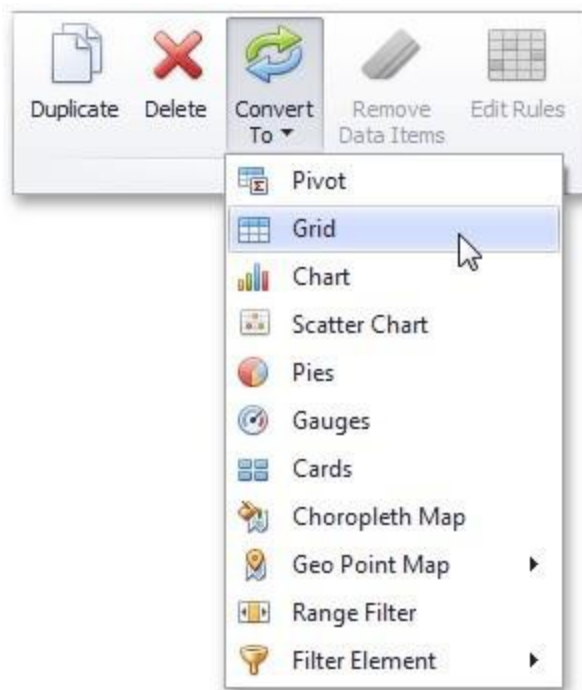 Duplicate Delete Convert Remove Edit Rules
To Data Items
Pivot
Grid
Chart
Scatter Chart
Pies
Gauges
Cards
Choropleth Map
Geo Point Map
Range Filter
Filter Element